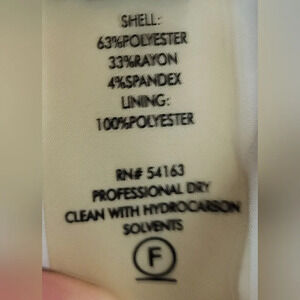 SHELL:
63%POLYESTER
33%RAYON
4%SPANDEX
LINING:
100%POLYESTER
RN# 54163
PROFESSIONAL DRY
CLEAN WITH HYDROCARBON
SOLVENTS
F